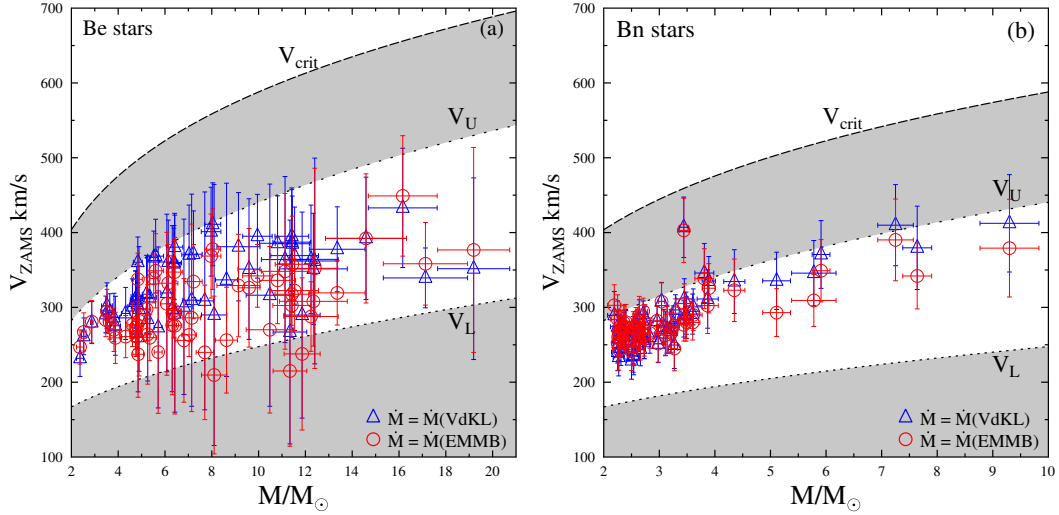 Be stars
(a)
V_crit
V_U
V_L
Ṁ = Ṁ(VdKL)
Ṁ = Ṁ(EMMB)
V_ZAMS km/s
700
600
500
400
300
200
100
2 4 6 8 10 12 14 16 18 20
M/M_⊙
Bn stars
(b)
V_crit
V_U
V_L
Ṁ = Ṁ(VdKL)
Ṁ = Ṁ(EMMB)
V_ZAMS km/s
700
600
500
400
300
200
100
2 3 4 5 6 7 8 9 10
M/M_⊙